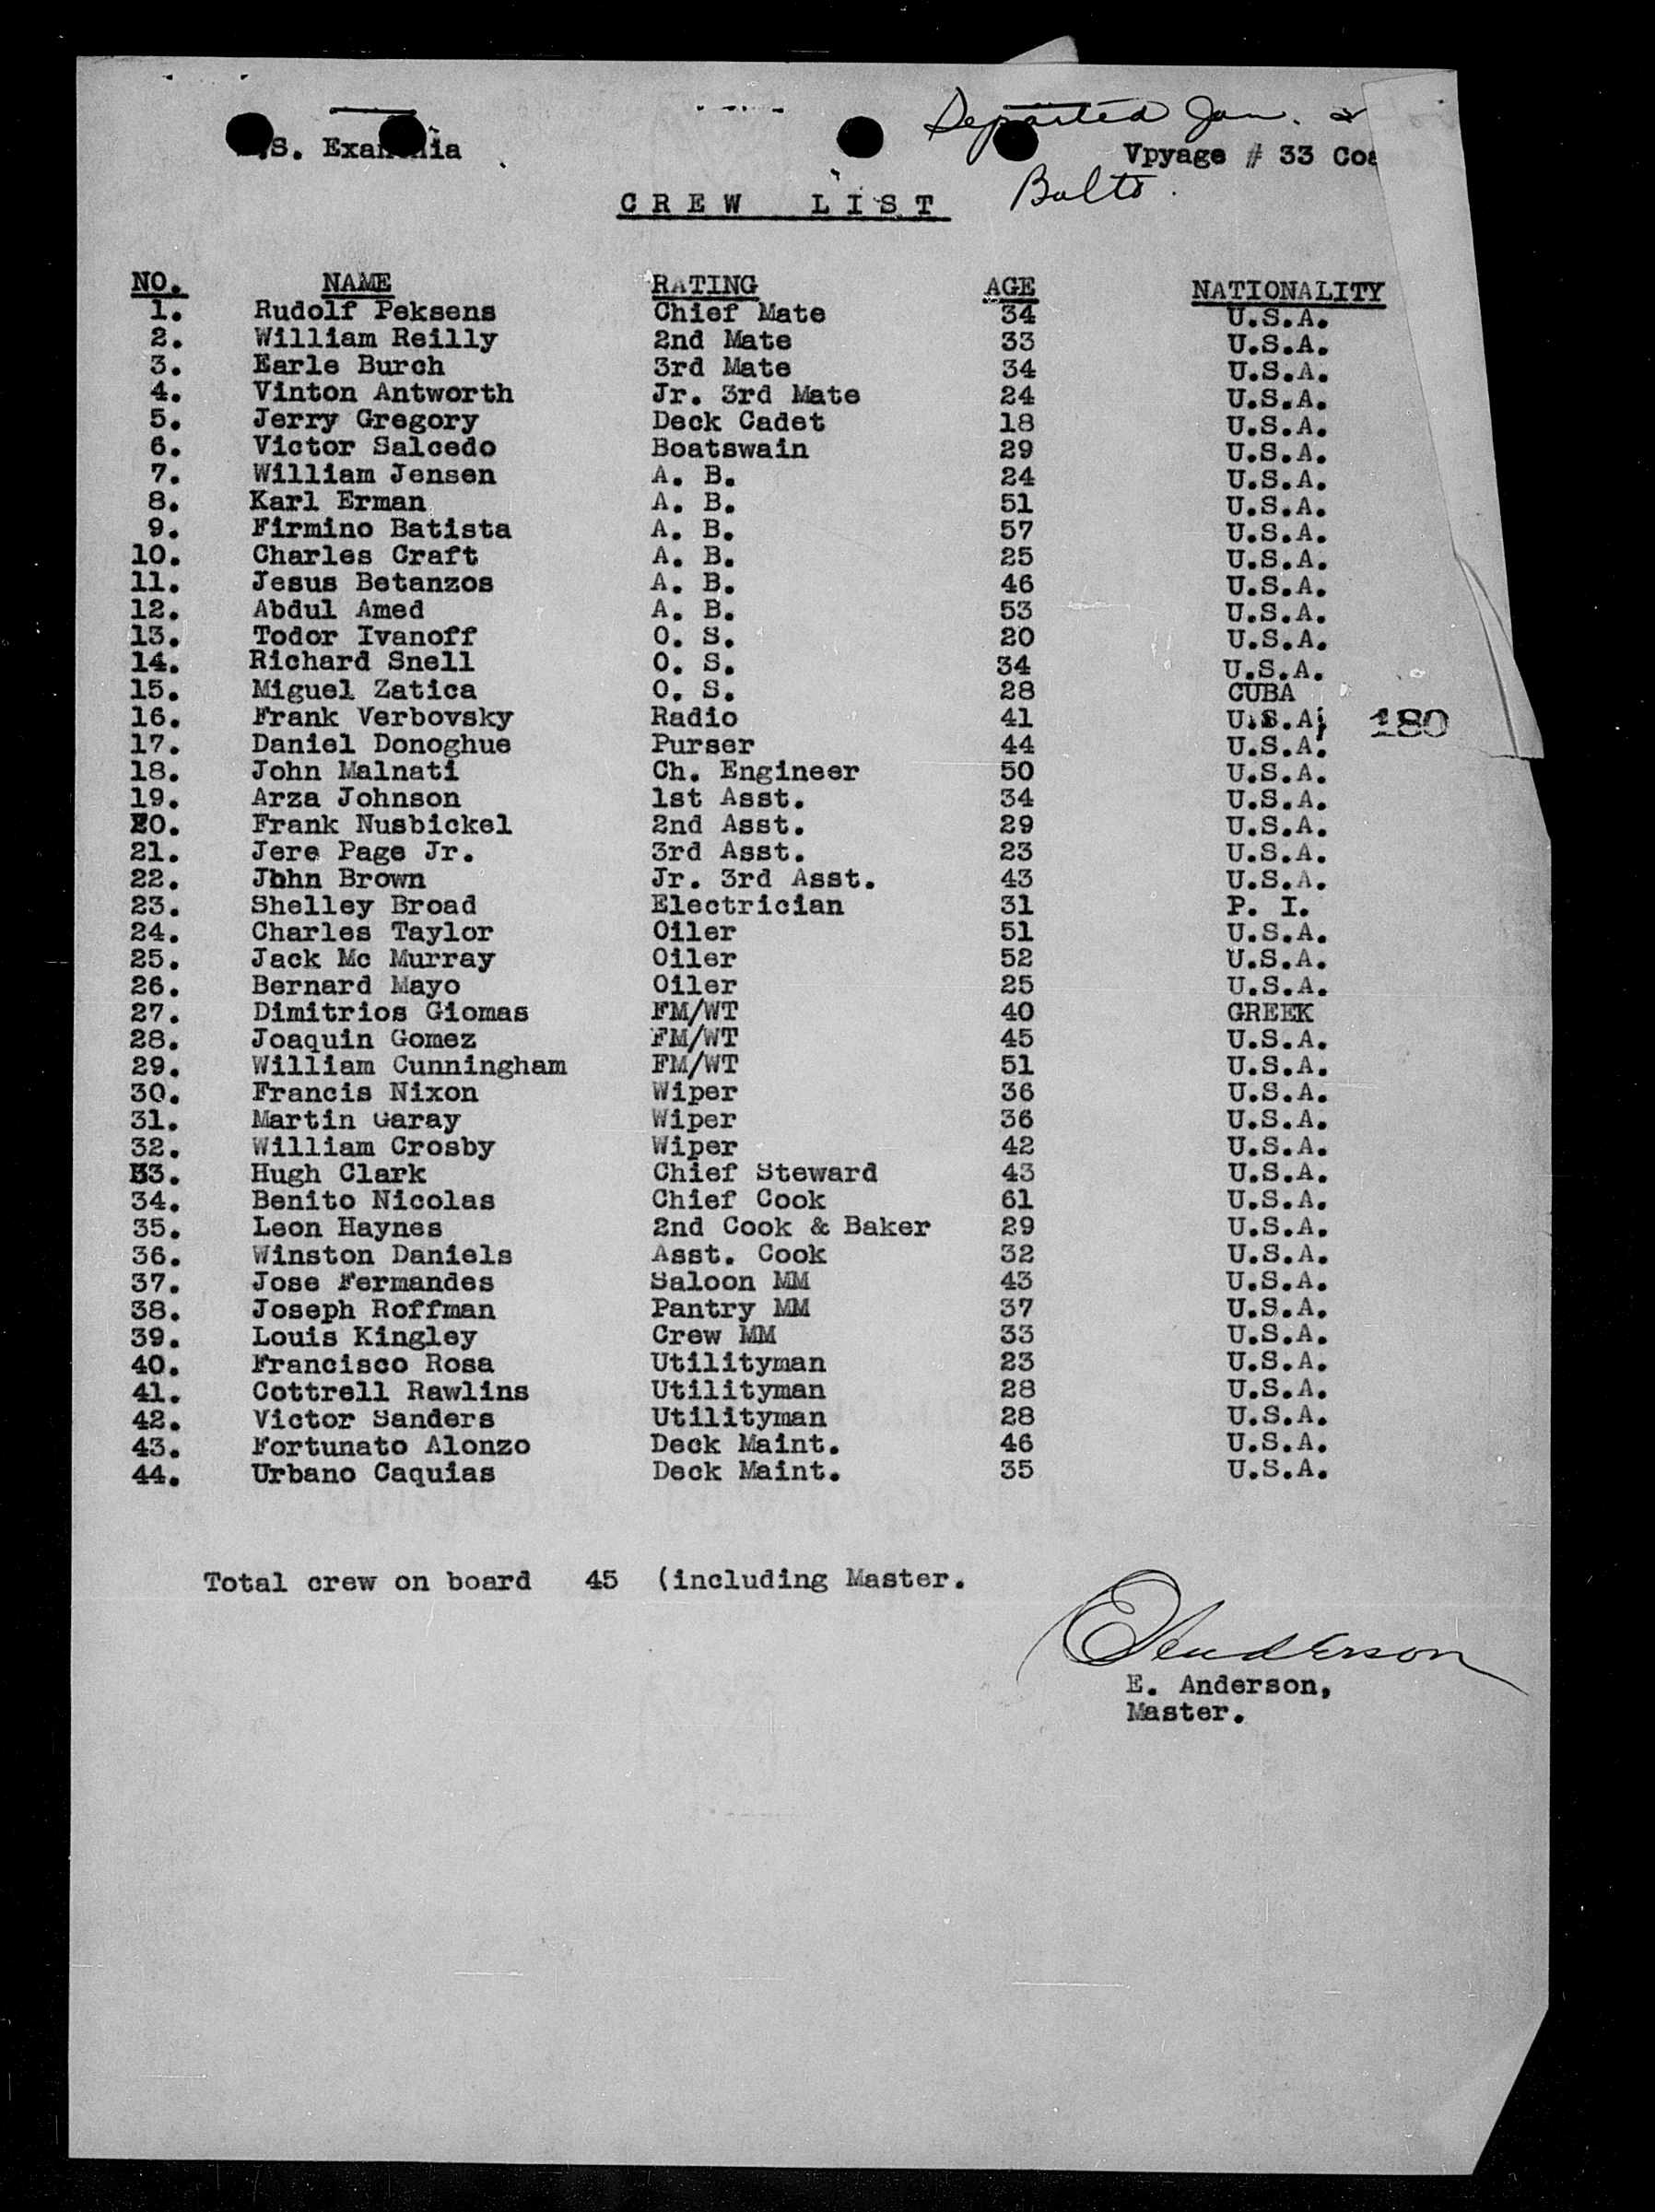 Departed Jan.
.S. Exa ia
Vpyage # 33
Balto.
CREW LIST
NO. NAME RATING AGE NATIONALITY
1. Rudolf Peksens Chief Mate 34 U.S.A.
2. William Reilly 2nd Mate 33 U.S.A.
3. Earle Burch 3rd Mate 34 U.S.A.
4. Vinton Antworth Jr. 3rd Mate 24 U.S.A.
5. Jerry Gregory Deck Cadet 18 U.S.A.
6. Victor Salcedo Boatswain 29 U.S.A.
7. William Jensen A. B. 24 U.S.A.
8. Karl Erman A. B. 51 U.S.A.
9. Firmino Batista A. B. 57 U.S.A.
10. Charles Craft A. B. 25 U.S.A.
11. Jesus Betanzos A. B. 46 U.S.A.
12. Abdul Amed A. B. 53 U.S.A.
13. Todor Ivanoff O. S. 20 U.S.A.
14. Richard Snell O. S. 34 U.S.A.
15. Miguel Zatica O. S. 28 CUBA
16. Frank Verbovsky Radio 41 U.S.A. 180
17. Daniel Donoghue Purser 44 U.S.A.
18. John Malnati Ch. Engineer 50 U.S.A.
19. Arza Johnson 1st Asst. 34 U.S.A.
20. Frank Nusbickel 2nd Asst. 29 U.S.A.
21. Jere Page Jr. 3rd Asst. 23 U.S.A.
22. John Brown Jr. 3rd Asst. 43 U.S.A.
23. Shelley Broad Electrician 31 P. I.
24. Charles Taylor Oiler 51 U.S.A.
25. Jack Mc Murray Oiler 52 U.S.A.
26. Bernard Mayo Oiler 25 U.S.A.
27. Dimitrios Giomas FM/WT 40 GREEK
28. Joaquin Gomez FM/WT 45 U.S.A.
29. William Cunningham FM/WT 51 U.S.A.
30. Francis Nixon Wiper 36 U.S.A.
31. Martin Garay Wiper 36 U.S.A.
32. William Crosby Wiper 42 U.S.A.
33. Hugh Clark Chief Steward 43 U.S.A.
34. Benito Nicolas Chief Cook 61 U.S.A.
35. Leon Haynes 2nd Cook & Baker 29 U.S.A.
36. Winston Daniels Asst. Cook 32 U.S.A.
37. Jose Fermandes Saloon MM 43 U.S.A.
38. Joseph Roffman Pantry MM 37 U.S.A.
39. Louis Kingley Crew MM 33 U.S.A.
40. Francisco Rosa Utilityman 23 U.S.A.
41. Cottrell Rawlins Utilityman 28 U.S.A.
42. Victor Sanders Utilityman 28 U.S.A.
43. Fortunato Alonzo Deck Maint. 46 U.S.A.
44. Urbano Caquias Deck Maint. 35 U.S.A.
Total crew on board 45 (including Master.
E Anderson
E. Anderson,
Master.